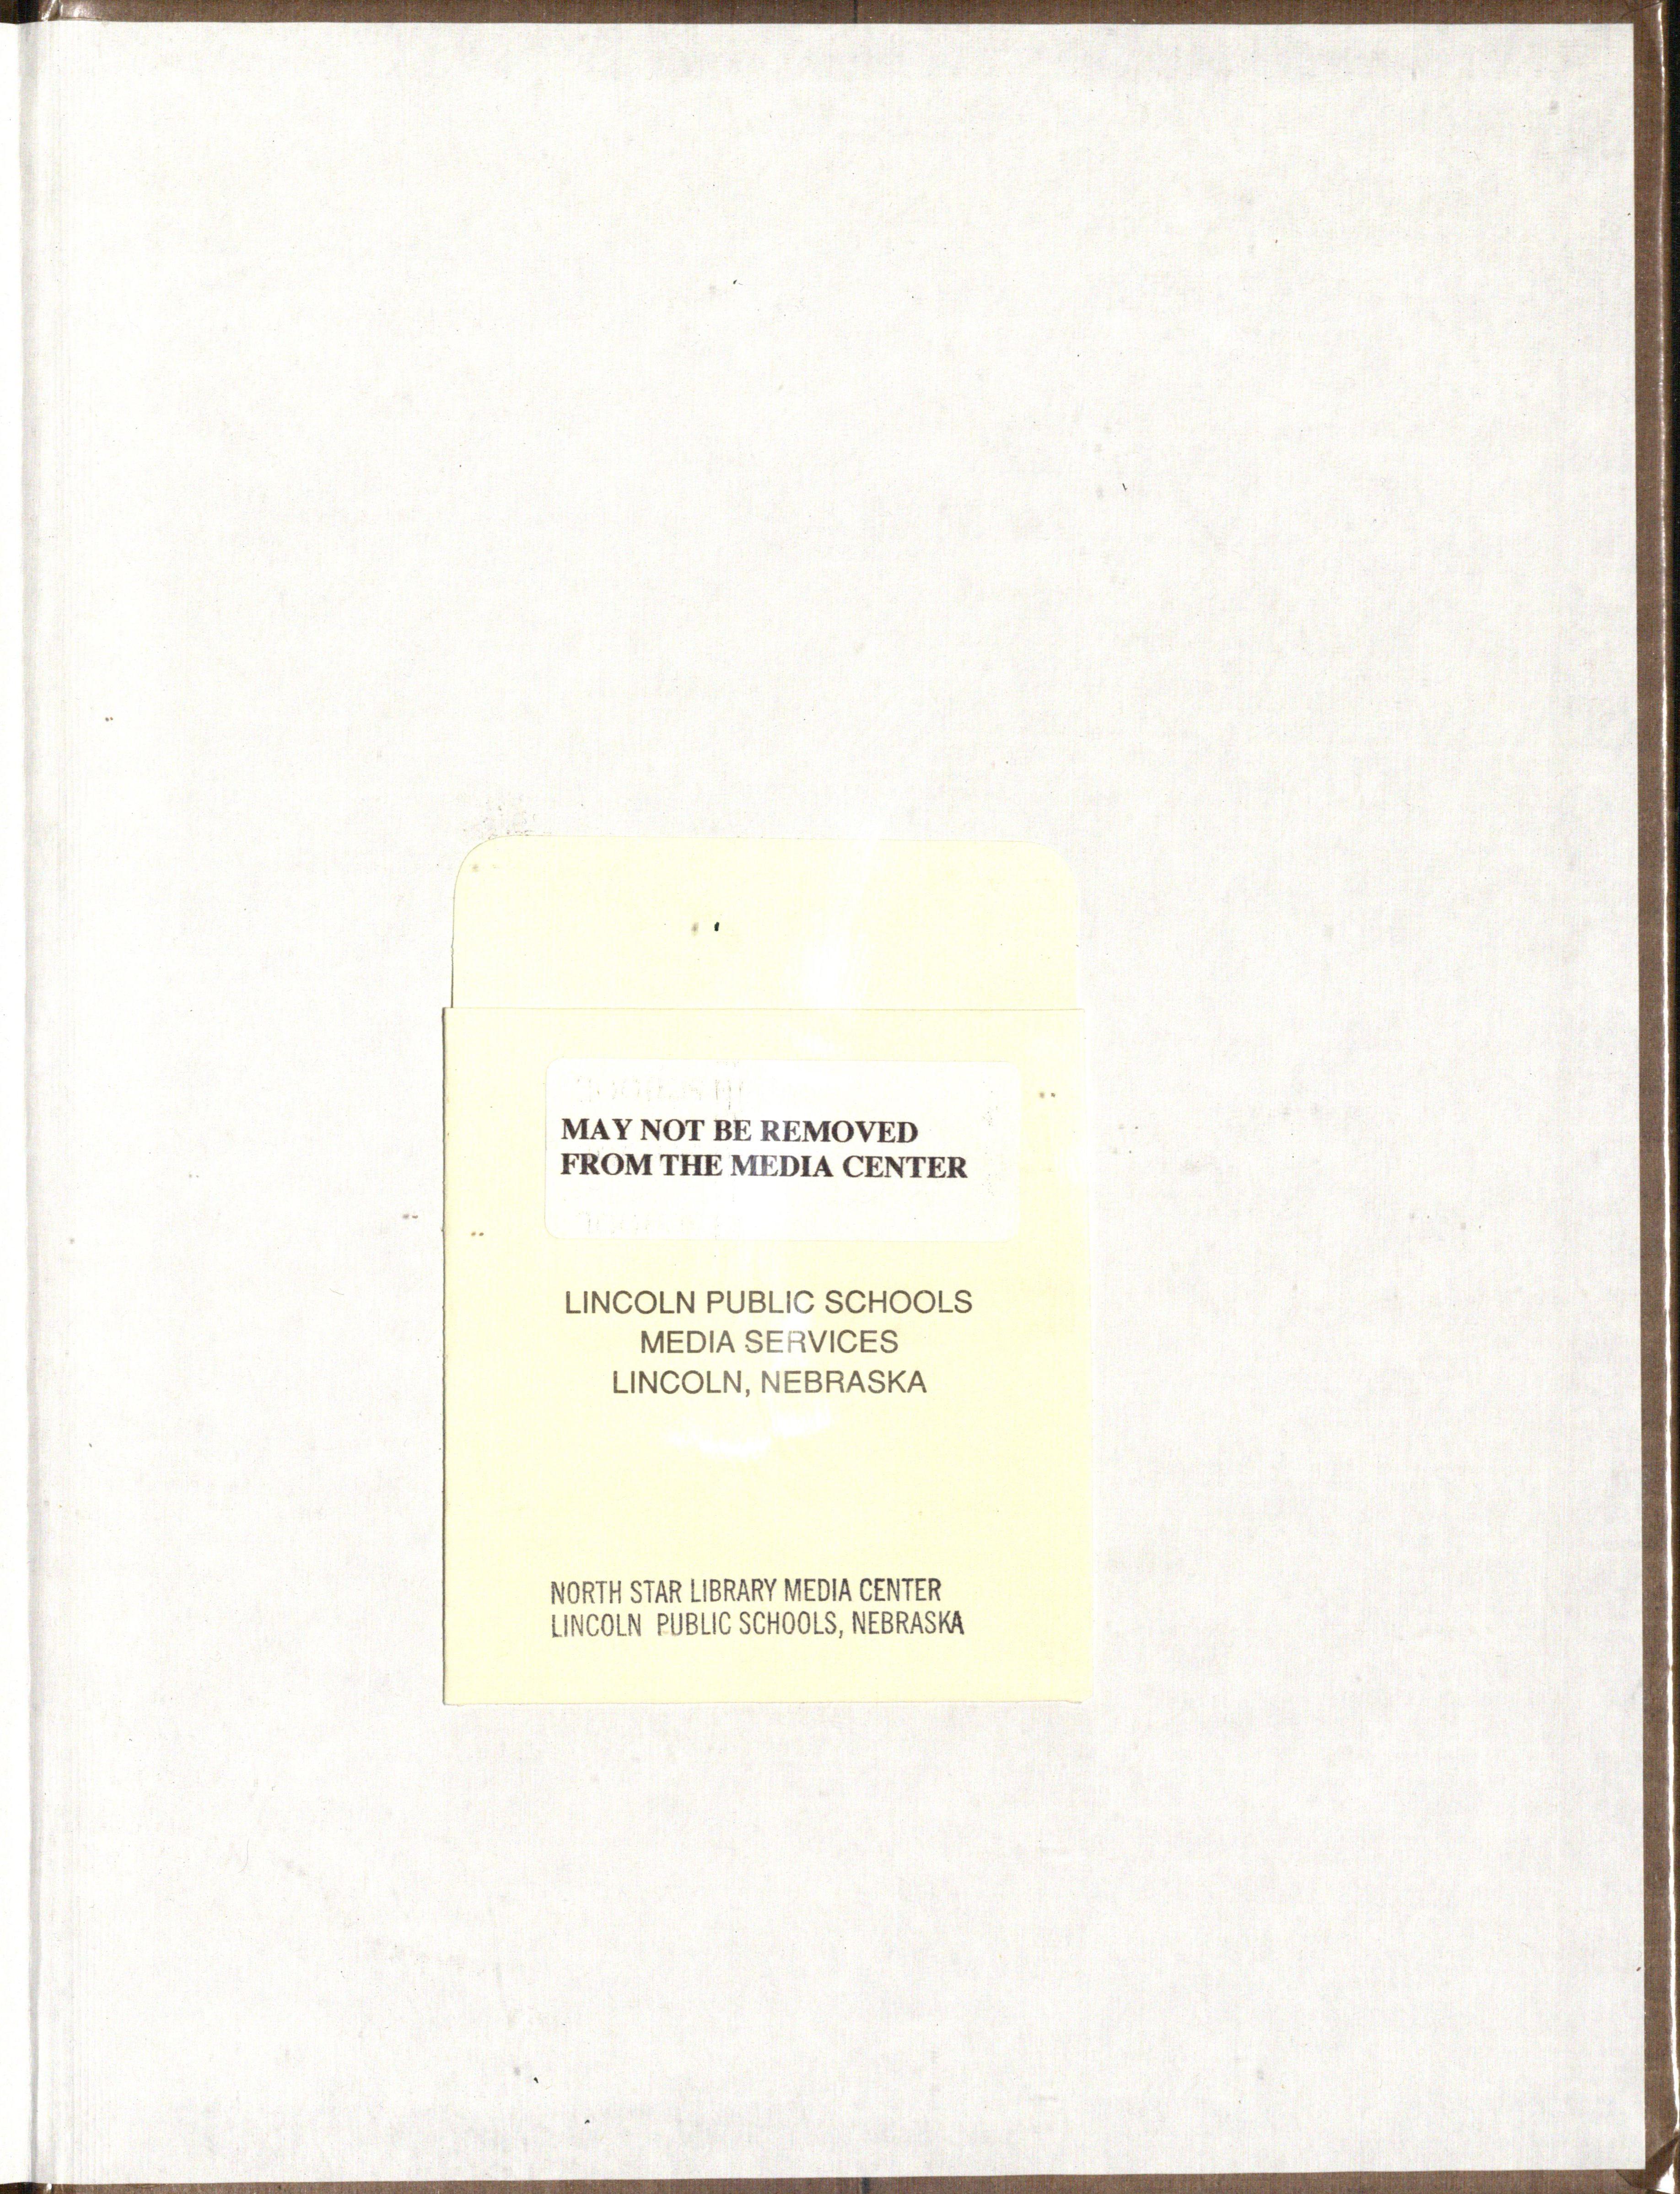 MAY NOT BE REMOVED
FROM THE MEDIA CENTER
LINCOLN PUBLIC SCHOOLS
MEDIA SERVICES
LINCOLN, NEBRASKA
NORTH STAR LIBRARY MEDIA CENTER
LINCOLN PUBLIC SCHOOLS, NEBRASKA